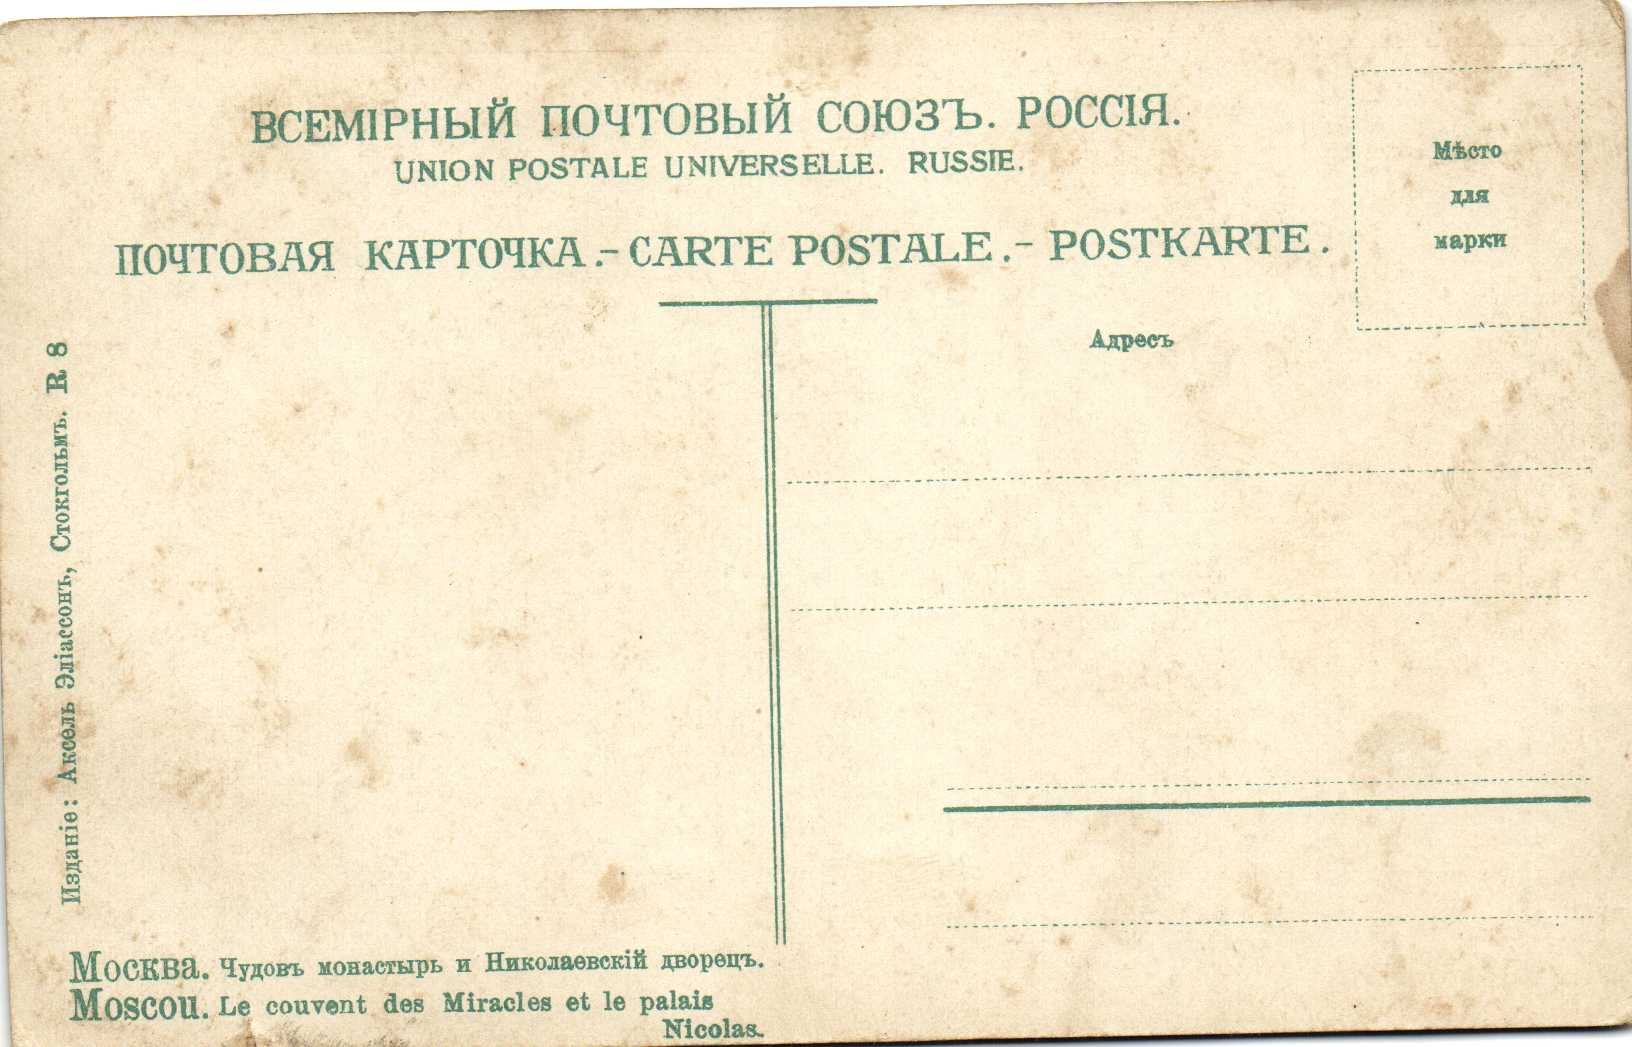 ВСЕМІРНЫЙ ПОЧТОВЫЙ СОЮЗЪ. РОССІЯ.
UNION POSTALE UNIVERSELLE. RUSSIE.
ПОЧТОВАЯ КАРТОЧКА.-CARTE POSTALE.-POSTKARTE.
Мѣсто
для
марки
Адресъ
Изданіе: Аксель Эліассонъ, Стокгольмъ. R 8
Москва. Чудовъ монастырь и Николаевскій дворецъ.
Moscou. Le couvent des Miracles et le palais
Nicolas.